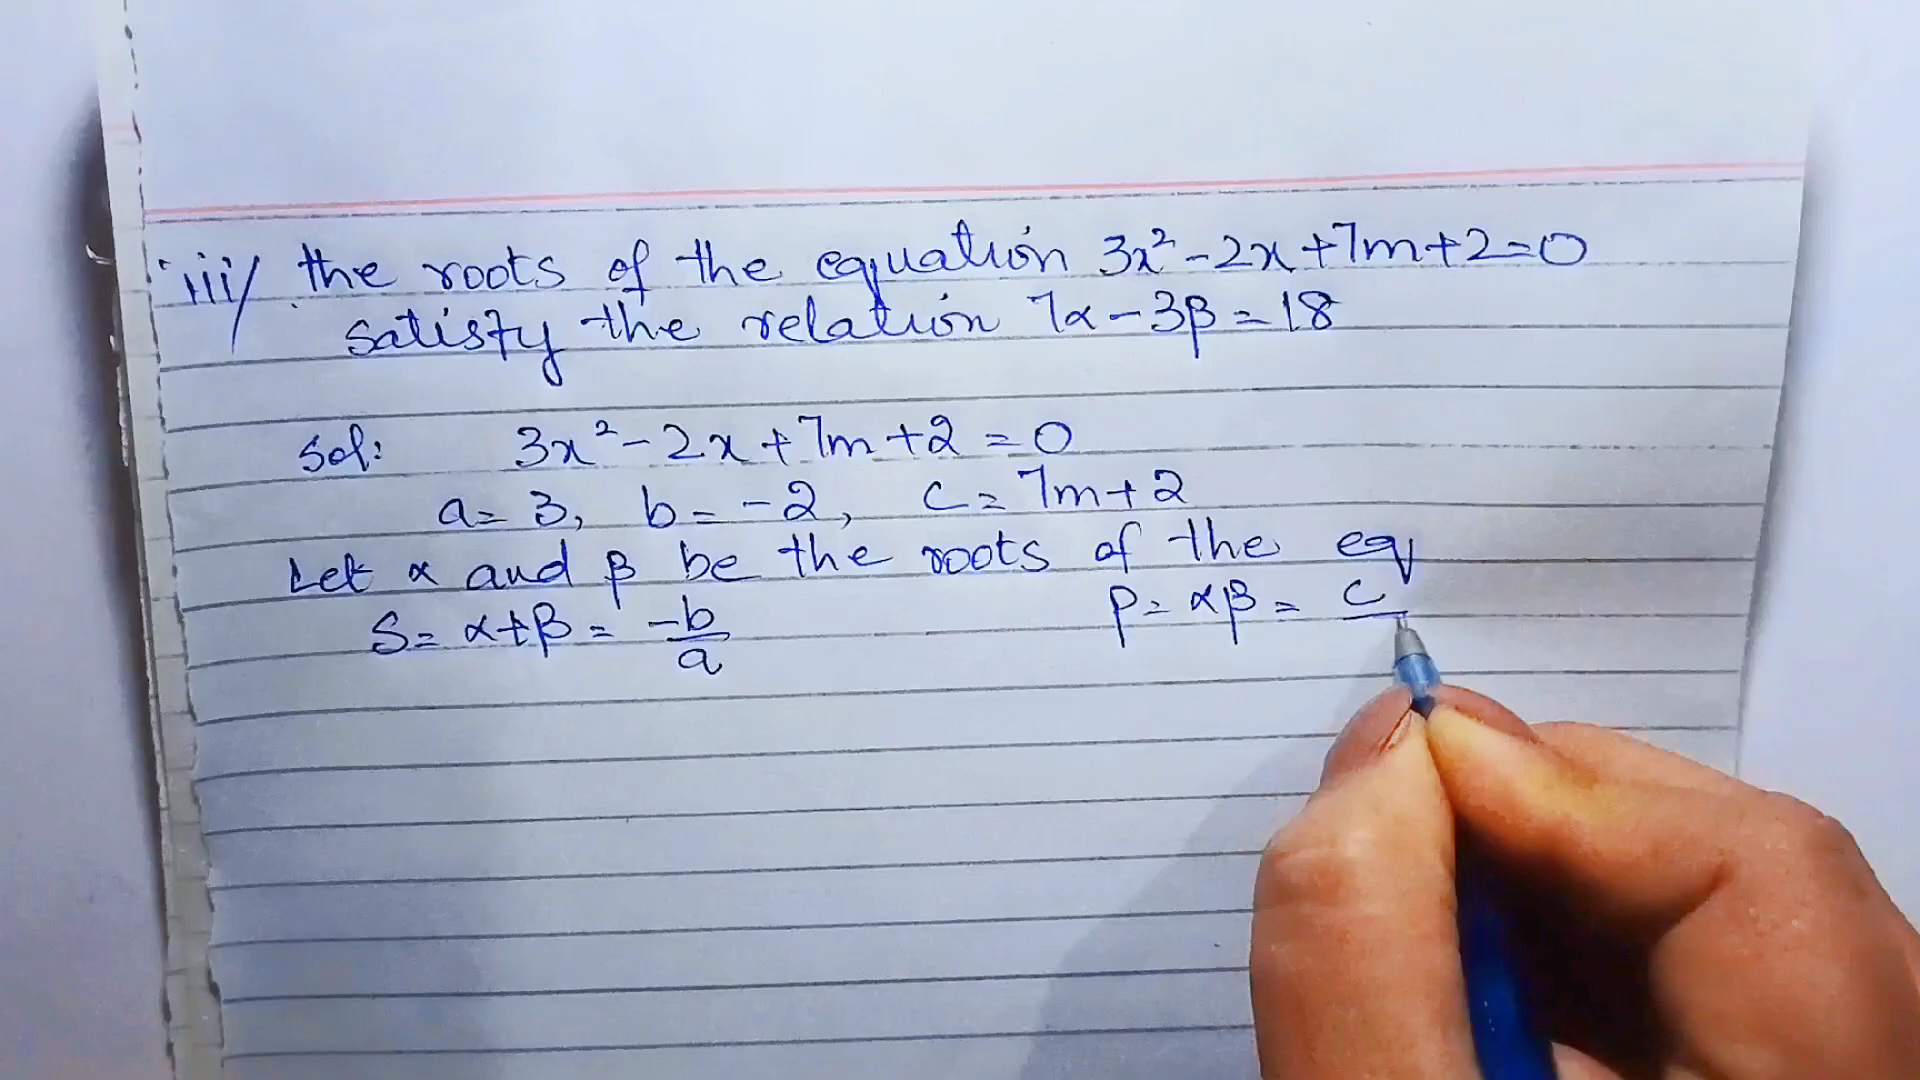 iii/ the roots of the equation 3x²-2x+7m+2=0
satisfy the relation 7α-3β=18
Sol: 3x²-2x+7m+2=0
a=3, b=-2, c=7m+2
Let α and β be the roots of the eq
S=α+β=-b/a P=αβ=c/